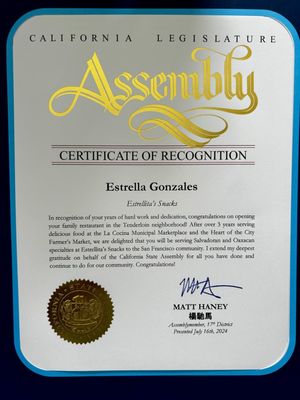 CALIFORNIA LEGISLATURE
Assembly
CERTIFICATE OF RECOGNITION
Estrella Gonzales
Estrellita's Snacks
In recognition of your years of hard work and dedication, congratulations on opening
your family restaurant in the Tenderloin neighborhood! After over 3 years serving
delicious food at the La Cocina Municipal Marketplace and the Heart of the City
Farmer's Market, we are delighted that you will be serving Salvadoran and Oaxacan
specialties at Estrellita's Snacks to the San Francisco community. I extend my deepest
gratitude on behalf of the California State Assembly for all you have done and
continue to do for our community. Congratulations!
MATT HANEY
楊馳馬
Assemblymember, 17th District
Presented July 16th, 2024